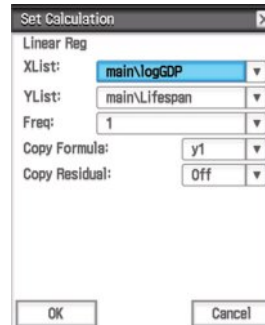 Set Calculation
Linear Reg
XList: main\logGDP
YList: main\Lifespan
Freq: 1
Copy Formula: y1
Copy Residual: Off
OK Cancel